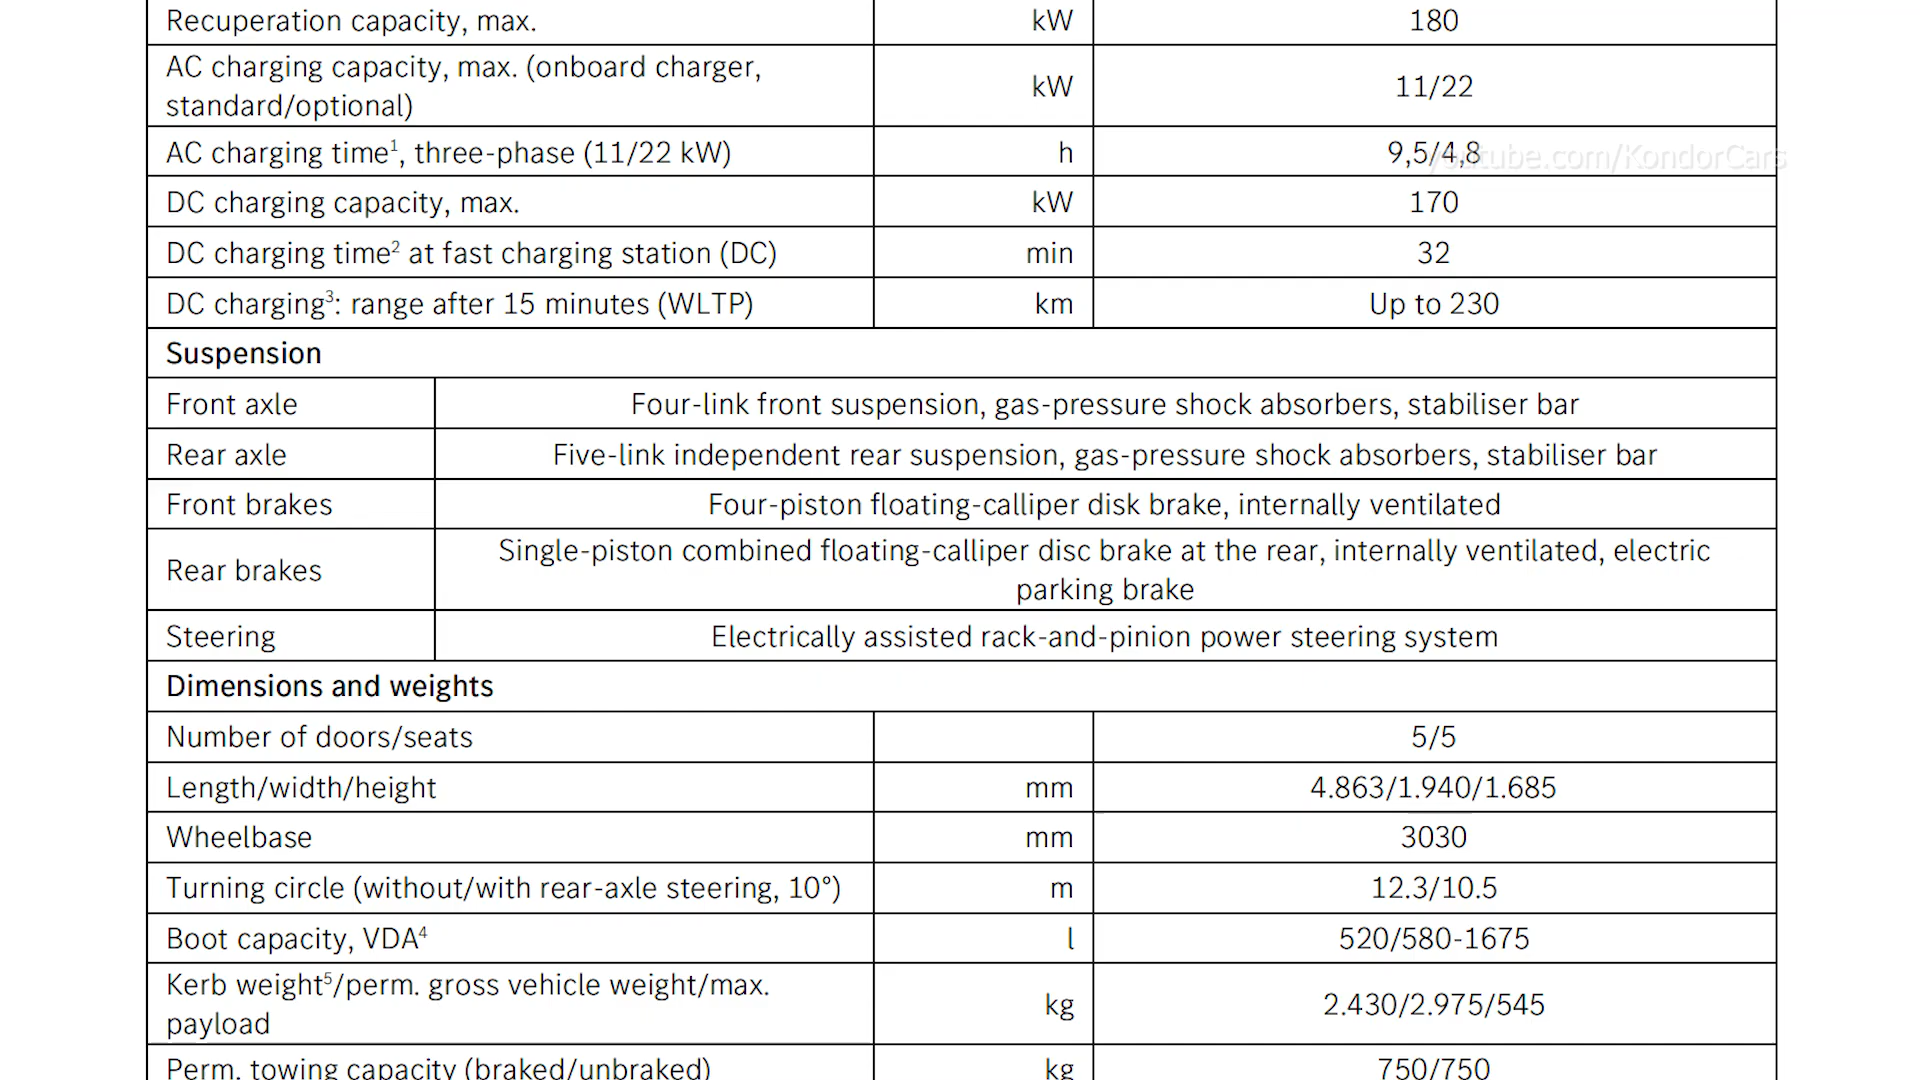 Recuperation capacity, max. kW 180
AC charging capacity, max. (onboard charger,
standard/optional) kW 11/22
AC charging time¹, three-phase (11/22 kW) h 9,5/4,8
youtube.com/KondorCars
DC charging capacity, max. kW 170
DC charging time² at fast charging station (DC) min 32
DC charging³: range after 15 minutes (WLTP) km Up to 230
Suspension
Front axle Four-link front suspension, gas-pressure shock absorbers, stabiliser bar
Rear axle Five-link independent rear suspension, gas-pressure shock absorbers, stabiliser bar
Front brakes Four-piston floating-calliper disk brake, internally ventilated
Rear brakes Single-piston combined floating-calliper disc brake at the rear, internally ventilated, electric
parking brake
Steering Electrically assisted rack-and-pinion power steering system
Dimensions and weights
Number of doors/seats 5/5
Length/width/height mm 4.863/1.940/1.685
Wheelbase mm 3030
Turning circle (without/with rear-axle steering, 10°) m 12.3/10.5
Boot capacity, VDA⁴ l 520/580-1675
Kerb weight⁵/perm. gross vehicle weight/max.
payload kg 2.430/2.975/545
Perm. towing capacity (braked/unbraked) kg 750/750